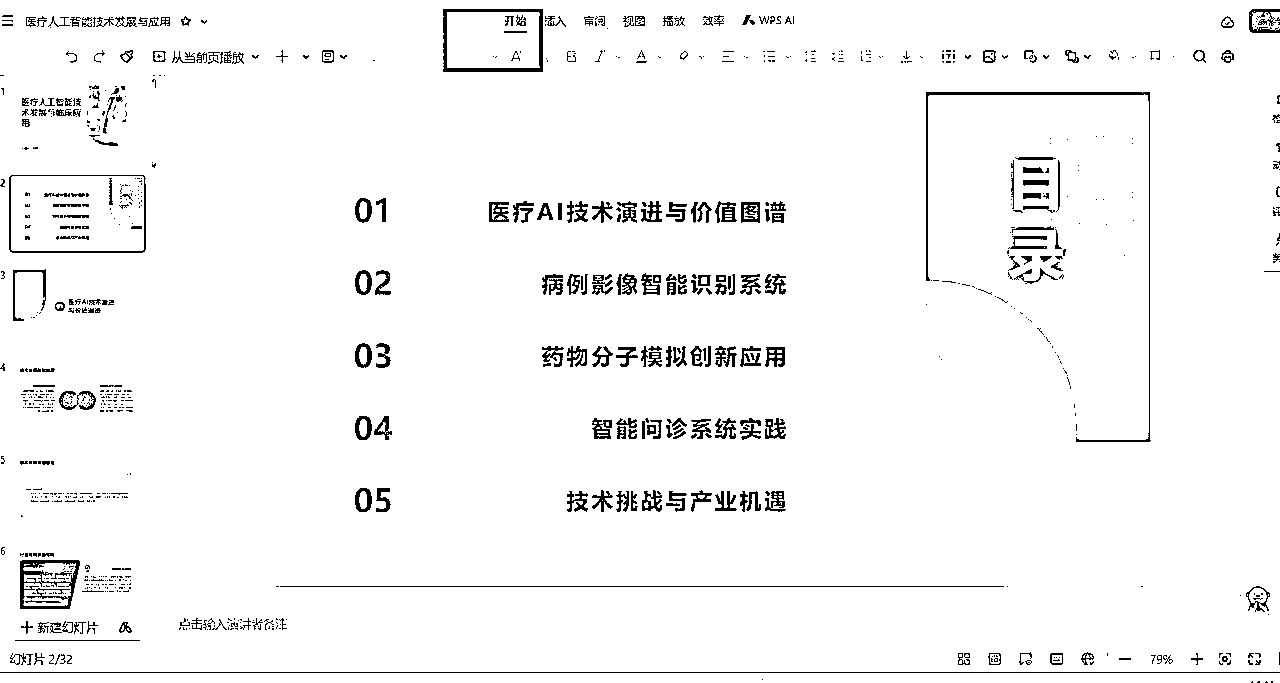 医疗人工智能技术发展与应用
开始 插入 审阅 视图 播放 效率 WPS AI
从当前页播放
1
医疗人工智能技
术发展与临床应
用
2
3
医疗AI技术演进
与价值图谱
4
5
6
目录
01 医疗AI技术演进与价值图谱
02 病例影像智能识别系统
03 药物分子模拟创新应用
04 智能问诊系统实践
05 技术挑战与产业机遇
新建幻灯片
点击输入演讲者备注
幻灯片 2/32
79%